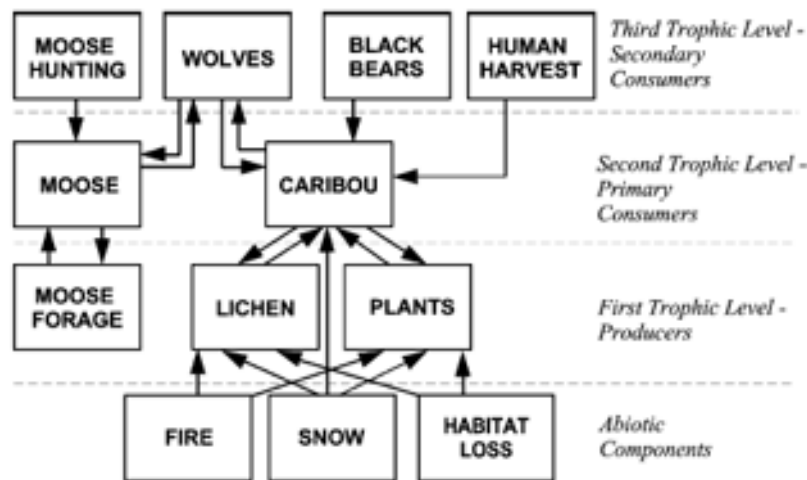 MOOSE
HUNTING
WOLVES
BLACK
BEARS
HUMAN
HARVEST
Third Trophic Level -
Secondary
Consumers
MOOSE
CARIBOU
Second Trophic Level -
Primary
Consumers
MOOSE
FORAGE
LICHEN
PLANTS
First Trophic Level -
Producers
FIRE
SNOW
HABITAT
LOSS
Abiotic
Components